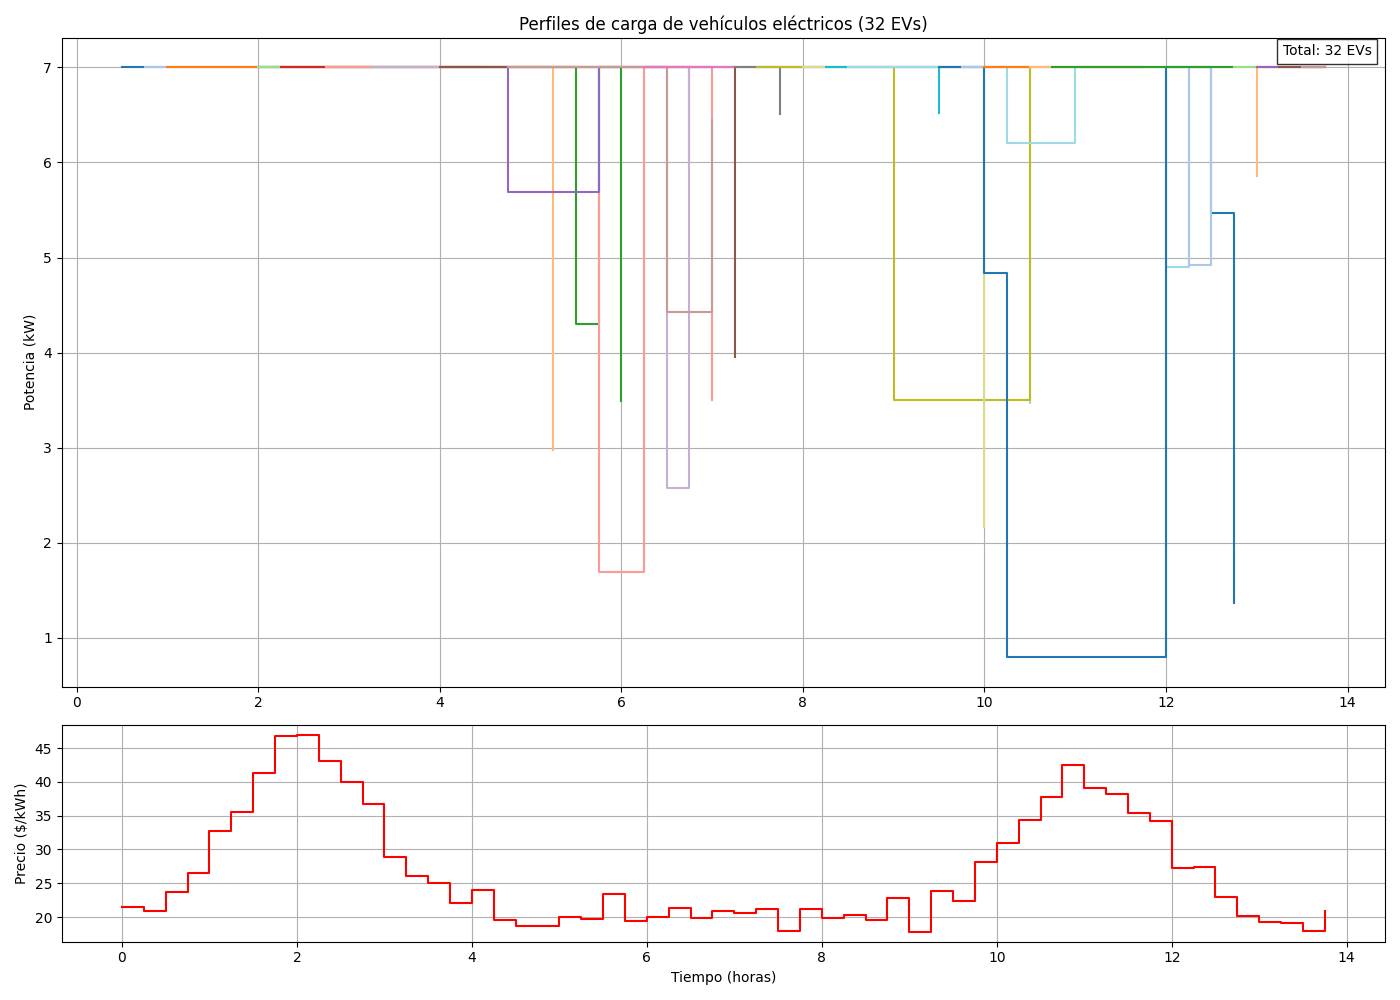 Perfiles de carga de vehículos eléctricos (32 EVs)
Total: 32 EVs
Potencia (kW)
7
6
5
4
3
2
1
0 2 4 6 8 10 12 14
Precio ($/kWh)
45
40
35
30
25
20
0 2 4 6 8 10 12 14
Tiempo (horas)